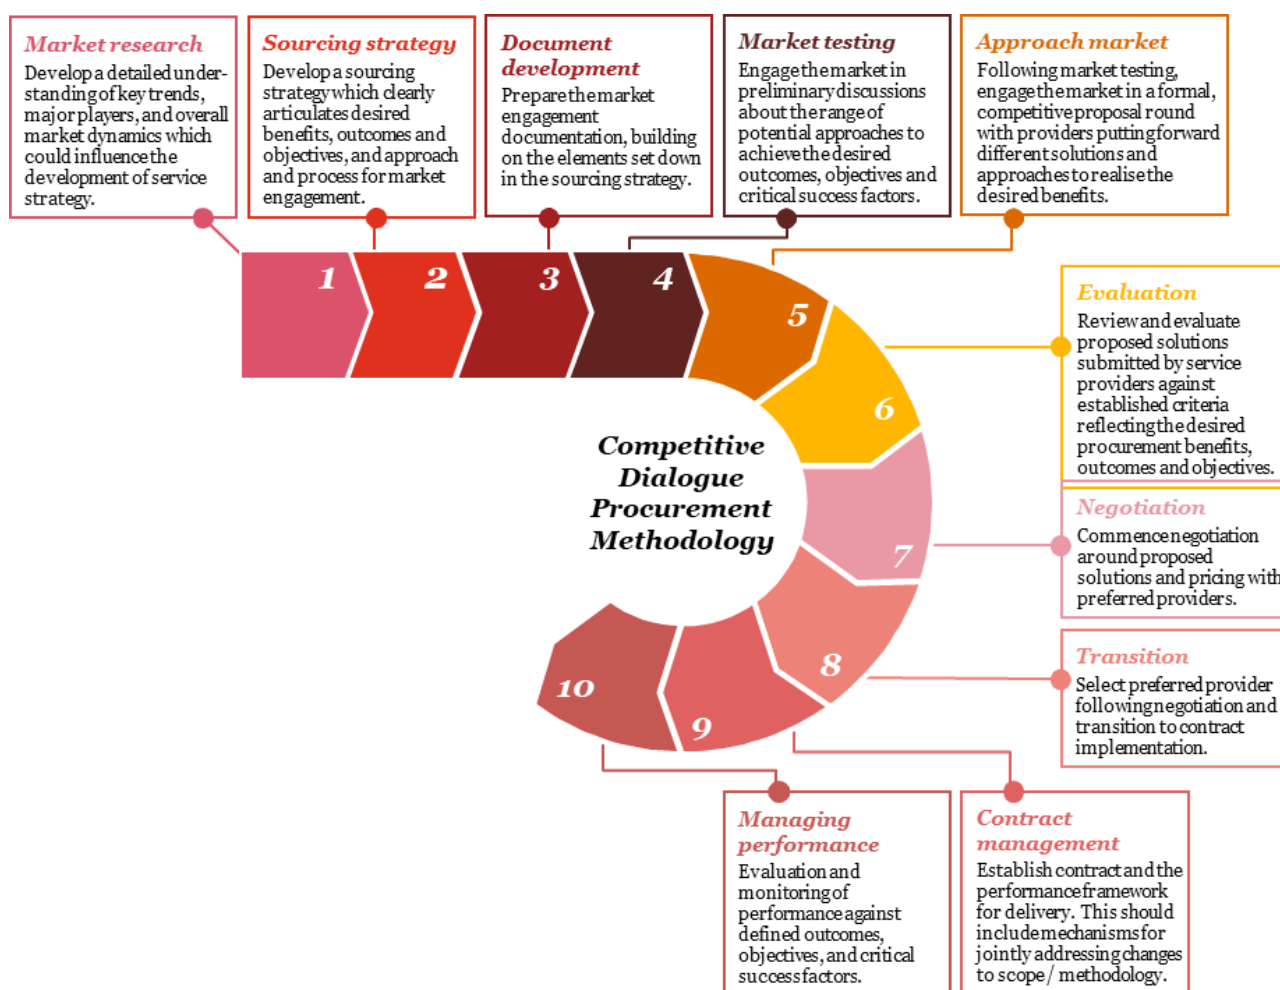 Market research
Develop a detailed under-
standing of key trends,
major players, and overall
market dynamics which
could influence the
development of service
strategy.
Sourcing strategy
Develop a sourcing
strategy which clearly
articulates desired
benefits, outcomes and
objectives, and approach
and process for market
engagement.
Document
development
Prepare the market
engagement
documentation, building
on the elements set down
in the sourcing strategy.
Market testing
Engage the market in
preliminary discussions
about the range of
potential approaches to
achieve the desired
outcomes, objectives and
critical success factors.
Approach market
Following market testing,
engage the market in a formal,
competitive proposal round
with providers putting forward
different solutions and
approaches to realise the
desired benefits.
1
2
3
4
5
6
7
8
9
10
Competitive
Dialogue
Procurement
Methodology
Evaluation
Review and evaluate
proposed solutions
submitted by service
providers against
established criteria
reflecting the desired
procurement benefits,
outcomes and objectives.
Negotiation
Commence negotiation
around proposed
solutions and pricing with
preferred providers.
Transition
Select preferred provider
following negotiation and
transition to contract
implementation.
Managing
performance
Evaluation and
monitoring of
performance against
defined outcomes,
objectives, and critical
success factors.
Contract
management
Establish contract and the
performance framework
for delivery. This should
include mechanisms for
jointly addressing changes
to scope / methodology.